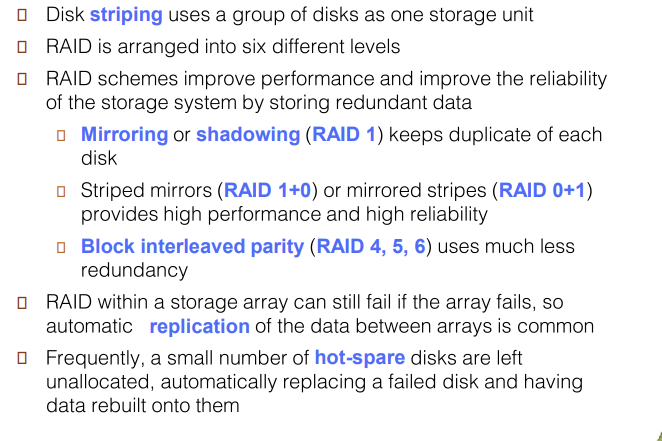 Disk striping uses a group of disks as one storage unit
RAID is arranged into six different levels
RAID schemes improve performance and improve the reliability
of the storage system by storing redundant data
Mirroring or shadowing (RAID 1) keeps duplicate of each
disk
Striped mirrors (RAID 1+0) or mirrored stripes (RAID 0+1)
provides high performance and high reliability
Block interleaved parity (RAID 4, 5, 6) uses much less
redundancy
RAID within a storage array can still fail if the array fails, so
automatic replication of the data between arrays is common
Frequently, a small number of hot-spare disks are left
unallocated, automatically replacing a failed disk and having
data rebuilt onto them